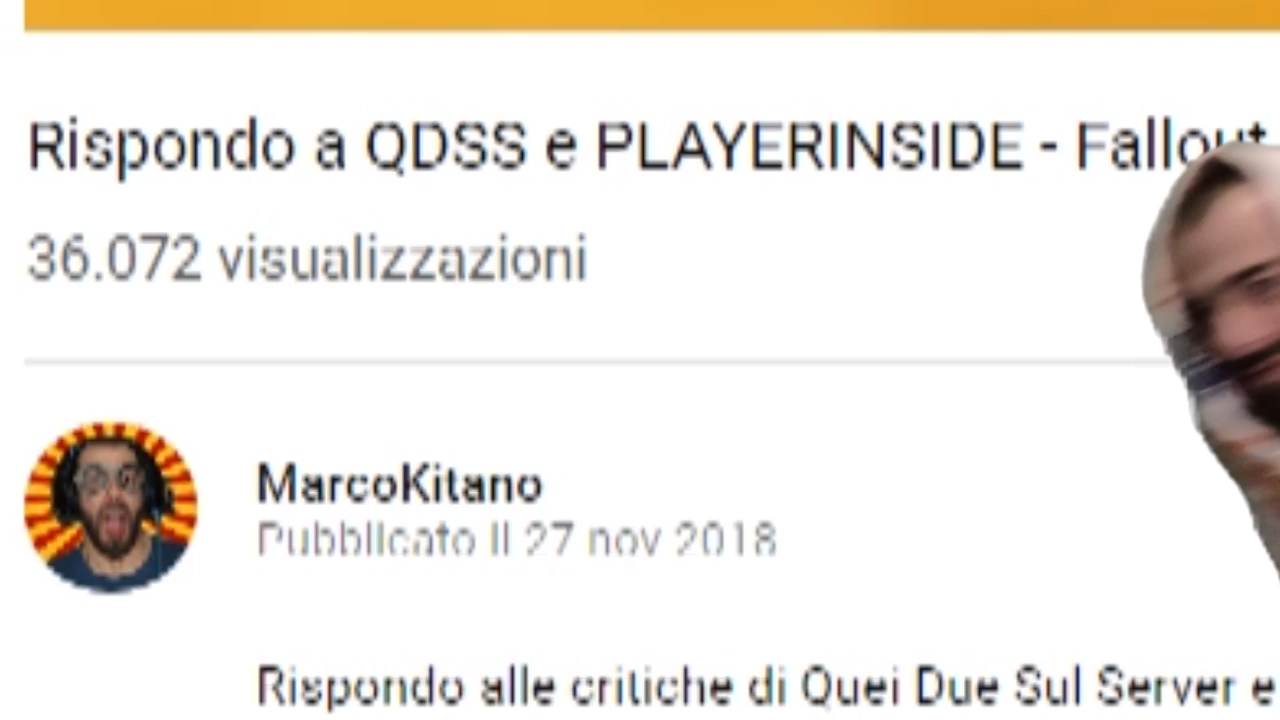 Rispondo a QDSS e PLAYERINSIDE - Fallout
36.072 visualizzazioni
MarcoKitano
Pubblicato il 27 nov 2018
Rispondo alle critiche di Quei Due Sul Server e